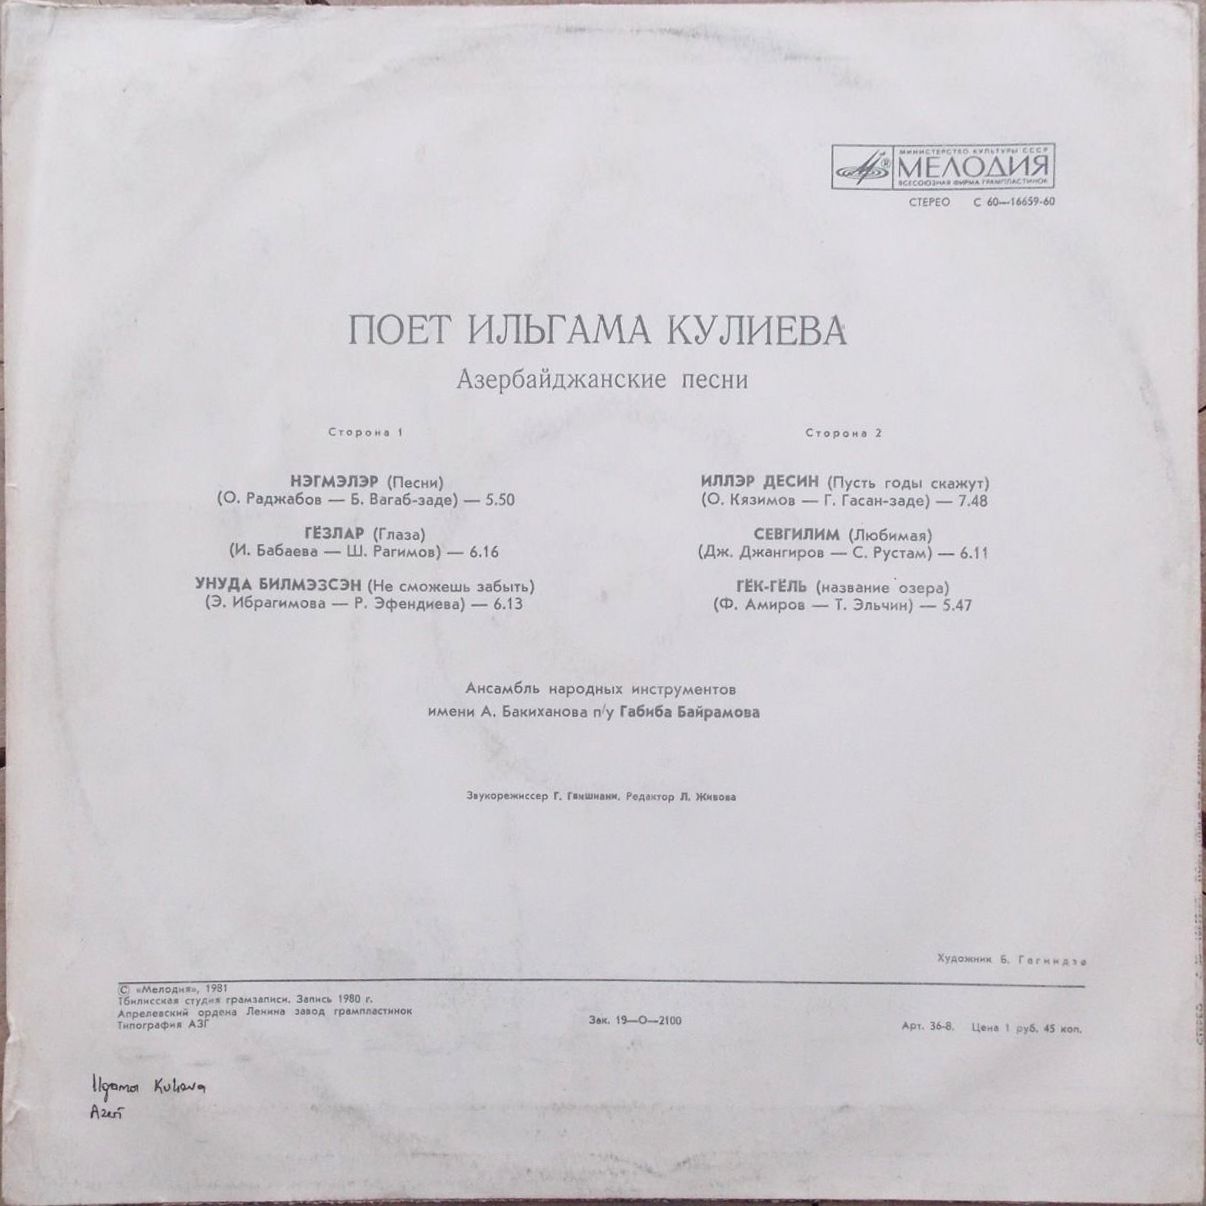 МИНИСТЕРСТВО КУЛЬТУРЫ СССР
МЕЛОДИЯ
ВСЕСОЮЗНАЯ ФИРМА ГРАМПЛАСТИНОК
СТЕРЕО С 60—16659-60
ПОЕТ ИЛЬГАМА КУЛИЕВА
Азербайджанские песни
Сторона 1
НЭГМЭЛЭР (Песни)
(О. Раджабов — Б. Вагаб-заде) — 5.50
ГЁЗЛАР (Глаза)
(И. Бабаева — Ш. Рагимов) — 6.16
УНУДА БИЛМЭЗСЭН (Не сможешь забыть)
(Э. Ибрагимова — Р. Эфендиева) — 6.13
Сторона 2
ИЛЛЭР ДЕСИН (Пусть годы скажут)
(О. Кязимов — Г. Гасан-заде) — 7.48
СЕВГИЛИМ (Любимая)
(Дж. Джангиров — С. Рустам) — 6.11
ГЁК-ГЁЛЬ (название озера)
(Ф. Амиров — Т. Эльчин) — 5.47
Ансамбль народных инструментов
имени А. Бакиханова п/у Габиба Байрамова
Звукорежиссер Г. Гвишиани. Редактор Л. Живова
Художник Б.
© «Мелодия», 1981
Тбилисская студия грамзаписи. Запись 1980 г.
Апрелевский ордена Ленина завод грампластинок
Типография АЗГ
Зак. 19—О—2100
Арт. 36-8. Цена 1 руб. 45 коп.
Ilgama Kulieva
Azeri